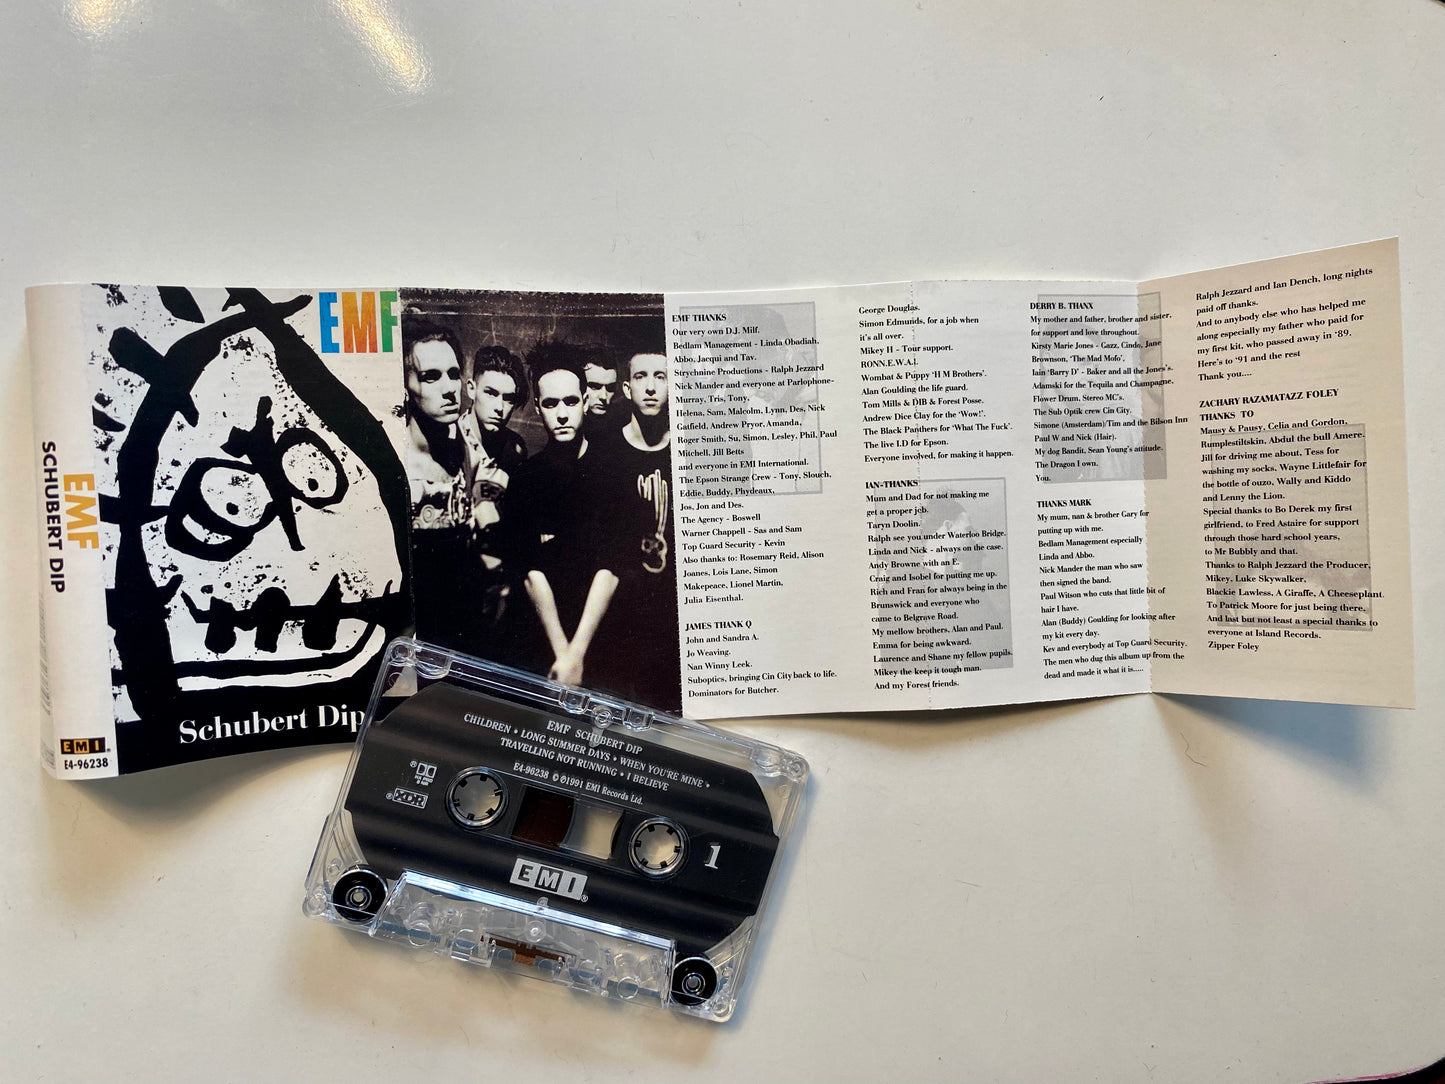 EMF
SCHUBERT DIP
EMI
E4-96238
EMF
Schubert Dip
EMF THANKS
Our very own D.J. Milf.
Bedlam Management - Linda Obadiah.
Abbo, Jacqui and Tav.
Strychnine Productions - Ralph Jezzard
Nick Mander and everyone at Parlophone-
Murray, Tris, Tony,
Helena, Sam, Malcolm, Lynn, Des, Nick
Gatfield, Andrew Pryor, Amanda,
Roger Smith, Su, Simon, Lesley, Phil, Paul
Mitchell, Jill Betts
and everyone in EMI International.
The Epson Strange Crew - Tony, Slouch,
Eddie, Buddy, Phydeaux,
Jos, Jon and Des.
The Agency - Boswell
Warner Chappell - Sas and Sam
Top Guard Security - Kevin
Also thanks to: Rosemary Reid, Alison
Joanes, Lois Lane, Simon
Makepeace, Lionel Martin.
Julia Eisenthal.
JAMES THANK Q
John and Sandra A.
Jo Weaving.
Nan Winny Leek.
Suboptics, bringing Cin City back to life.
Dominators for Butcher.
George Douglas.
Simon Edmunds, for a job when
it's all over.
Mikey H - Tour support.
RONN.E.W.A.I.
Wombat & Puppy 'H M Brothers'.
Alan Goulding the life guard.
Tom Mills & DIB & Forest Posse.
Andrew Dice Clay for the 'Wow!'.
The Black Panthers for 'What The Fuck'.
The live I.D for Epson.
Everyone involved, for making it happen.
IAN-THANKS
Mum and Dad for not making me
get a proper job.
Taryn Doolin.
Ralph see you under Waterloo Bridge.
Linda and Nick - always on the case.
Andy Browne with an E.
Craig and Isobel for putting me up.
Rich and Fran for always being in the
Brunswick and everyone who
came to Belgrave Road.
My mellow brothers, Alan and Paul.
Emma for being awkward.
Laurence and Shane my fellow pupils.
Mikey the keep it tough man.
And my Forest friends.
DERRY B. THANX
My mother and father, brother and sister,
for support and love throughout.
Kirsty Marie Jones - Gazz, Cindo, Jane
Brownson, 'The Mad Mofo',
Iain 'Barry D' - Baker and all the Jones's.
Adamski for the Tequila and Champagne.
Flower Drum, Stereo MC's.
The Sub Optik crew Cin City.
Simone (Amsterdam) Tim and the Bilson Inn
Paul W and Nick (Hair).
My dog Bandit, Sean Young's attitude.
The Dragon I own.
You.
THANKS MARK
My mum, nan & brother Gary for
putting up with me.
Bedlam Management especially
Linda and Abbo.
Nick Mander the man who saw
then signed the band.
Paul Witson who cuts that little bit of
hair I have.
Alan (Buddy) Goulding for looking after
my kit every day.
Kev and everybody at Top Guard Security.
The men who dug this album up from the
dead and made it what it is.....
Ralph Jezzard and Ian Dench, long nights
paid off thanks.
And to anybody else who has helped me
along especially my father who paid for
my first kit, who passed away in '89.
Here's to '91 and the rest
Thank you....
ZACHARY RAZAMATAZZ FOLEY
THANKS TO
Mausy & Pausy, Celia and Gordon,
Rumplestiltskin, Abdul the bull Amere.
Jill for driving me about, Tess for
washing my socks, Wayne Littlefair for
the bottle of ouzo, Wally and Kiddo
and Lenny the Lion.
Special thanks to Bo Derek my first
girlfriend, to Fred Astaire for support
through those hard school years,
to Mr Bubbly and that.
Thanks to Ralph Jezzard the Producer,
Mikey, Luke Skywalker,
Blackie Lawless, A Giraffe, A Cheeseplant.
To Patrick Moore for just being there,
And last but not least a special thanks to
everyone at Island Records.
Zipper Foley
EMF SCHUBERT DIP
CHILDREN • LONG SUMMER DAYS • WHEN YOU'RE MINE •
TRAVELLING NOT RUNNING • I BELIEVE
E4-96238 ©℗1991 EMI Records Ltd.
XDR
1
EMI